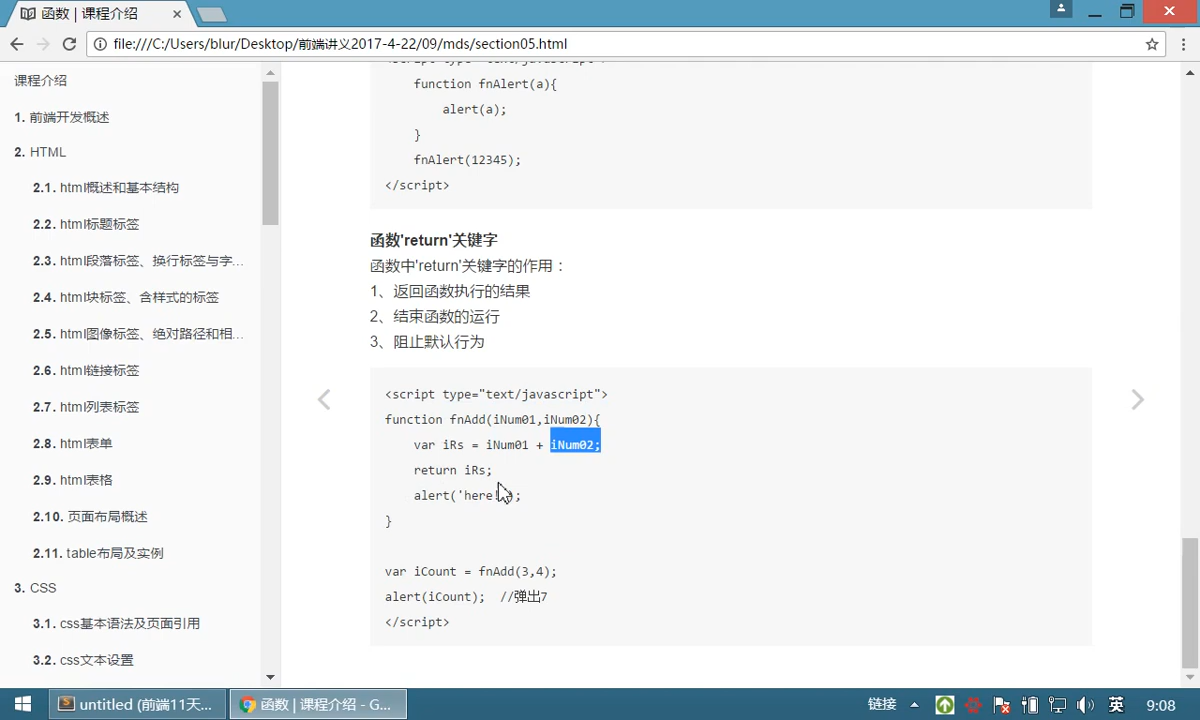 函数 | 课程介绍
file:///C:/Users/blur/Desktop/前端讲义2017-4-22/09/mds/section05.html
课程介绍
1. 前端开发概述
2. HTML
2.1. html概述和基本结构
2.2. html标题标签
2.3. html段落标签、换行标签与字...
2.4. html块标签、含样式的标签
2.5. html图像标签、绝对路径和相...
2.6. html链接标签
2.7. html列表标签
2.8. html表单
2.9. html表格
2.10. 页面布局概述
2.11. table布局及实例
3. CSS
3.1. css基本语法及页面引用
3.2. css文本设置
<script type="text/javascript">
function fnAlert(a){
alert(a);
}
fnAlert(12345);
</script>
函数'return'关键字
函数中'return'关键字的作用：
1、返回函数执行的结果
2、结束函数的运行
3、阻止默认行为
<script type="text/javascript">
function fnAdd(iNum01,iNum02){
var iRs = iNum01 + iNum02;
return iRs;
alert('here!');
}
var iCount = fnAdd(3,4);
alert(iCount);  //弹出7
</script>
untitled (前端11天...
函数 | 课程介绍 - G...
链接
英
9:08